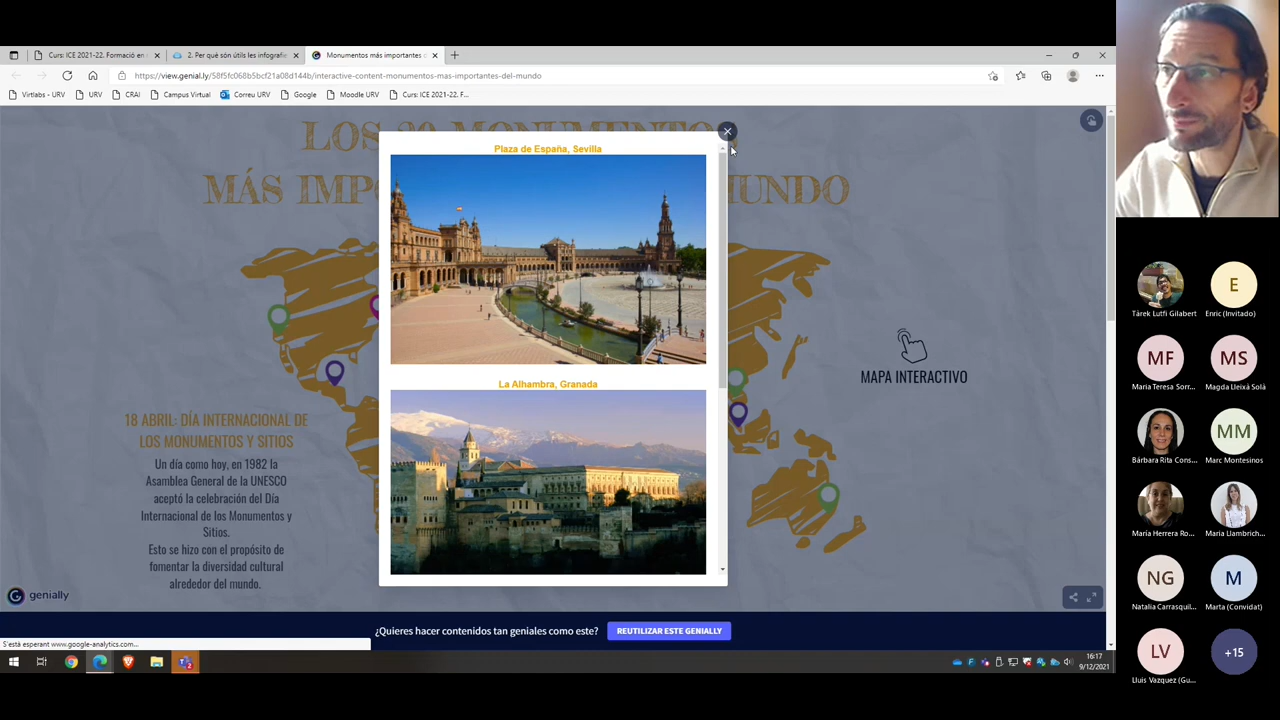 Curs: ICE 2021-22. Formació en
2. Per què són útils les infografie
Monumentos más importantes
https://view.genial.ly/58f5fc068b5bcf21a08d144b/interactive-content-monumentos-mas-importantes-del-mundo
Virtlabs - URV
URV
CRAI
Campus Virtual
Correu URV
Google
Moodle URV
Curs: ICE 2021-22. F...
LOS 20 MONUMENTOS
MÁS IMP
MUNDO
Plaza de España, Sevilla
La Alhambra, Granada
MAPA INTERACTIVO
18 ABRIL: DÍA INTERNACIONAL DE
LOS MONUMENTOS Y SITIOS
Un día como hoy, en 1982 la
Asamblea General de la UNESCO
aceptó la celebración del Día
Internacional de los Monumentos y
Sitios.
Esto se hizo con el propósito de
fomentar la diversidad cultural
alrededor del mundo.
genially
¿Quieres hacer contenidos tan geniales como este?
REUTILIZAR ESTE GENIALLY
S'està esperant www.google-analytics.com...
16:17
9/12/2021
Tàrek Lutfi Gilabert
E
Enric (Invitado)
MF
Maria Teresa Sorr...
MS
Magda Lleixà Solà
Bárbara Rita Cons...
MM
Marc Montesinos
María Herrera Ro...
Maria Llambrich...
NG
Natalia Carrasquil...
M
Marta (Convidat)
LV
Lluis Vazquez (Gu...
+15